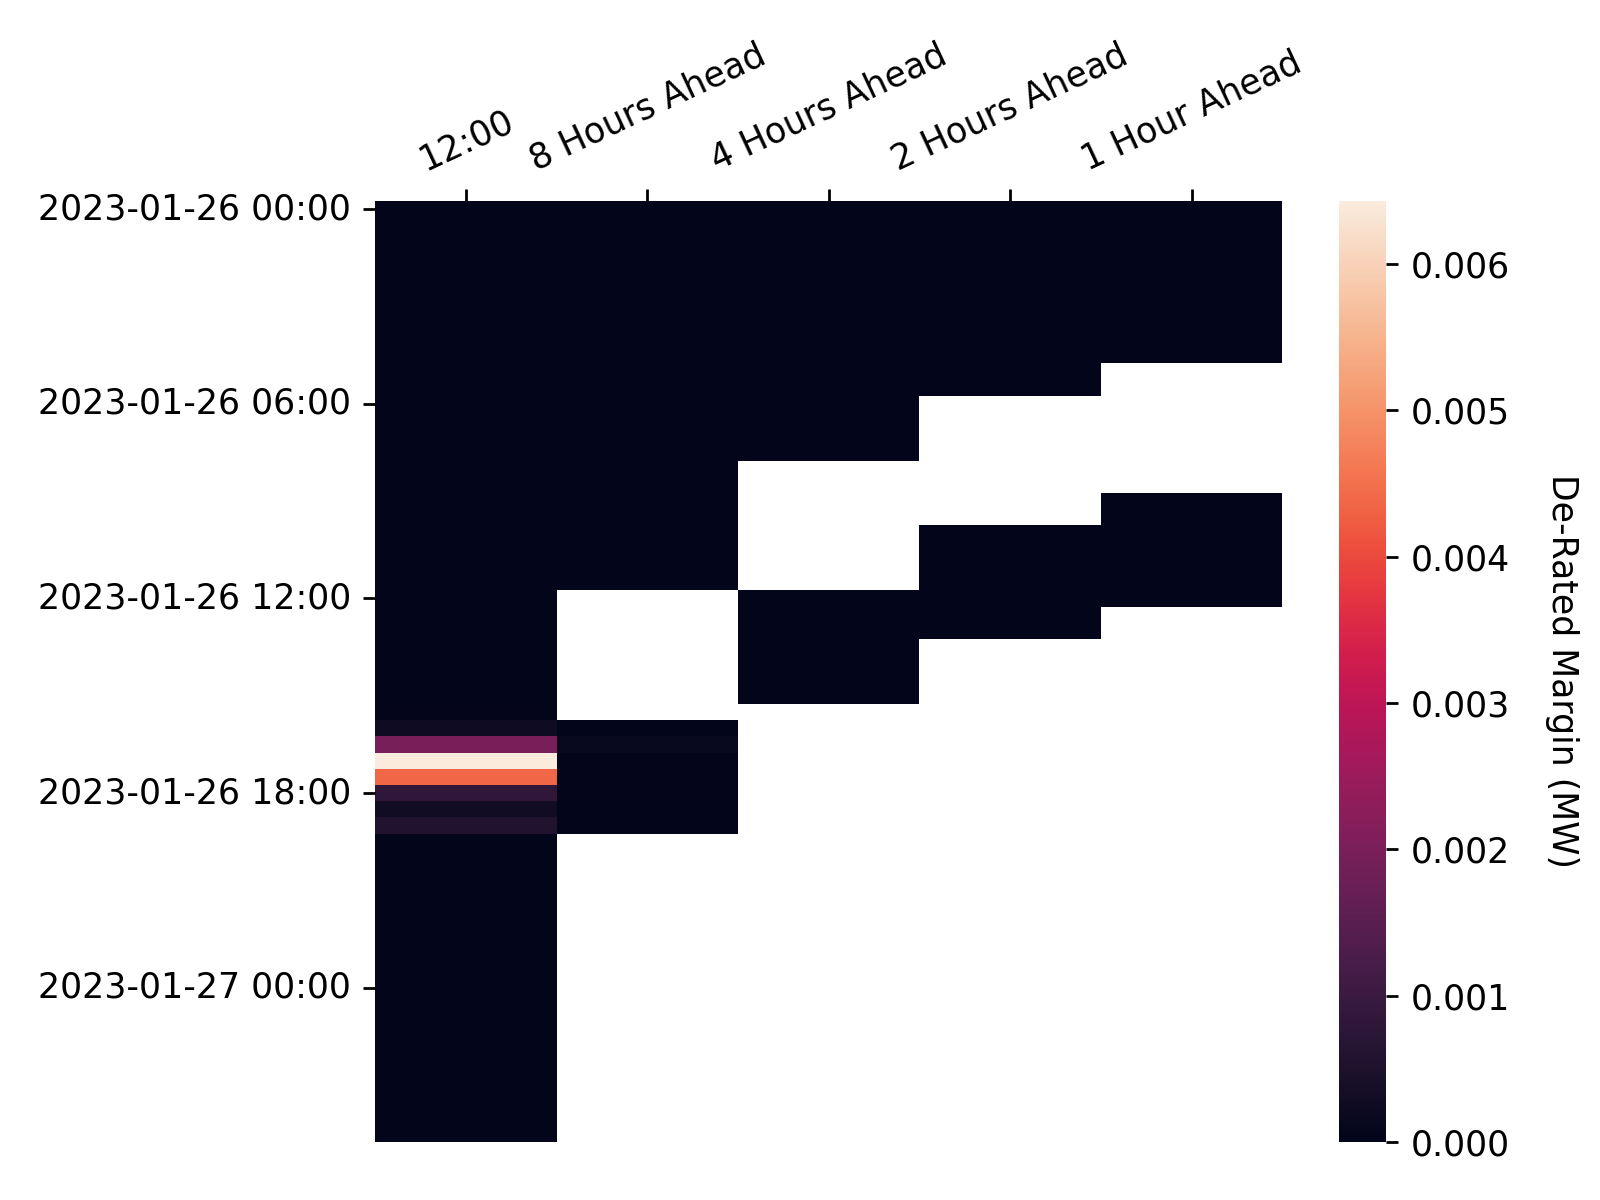 12:00
8 Hours Ahead
4 Hours Ahead
2 Hours Ahead
1 Hour Ahead
2023-01-26 00:00
2023-01-26 06:00
2023-01-26 12:00
2023-01-26 18:00
2023-01-27 00:00
0.006
0.005
0.004
0.003
0.002
0.001
0.000
De-Rated Margin (MW)